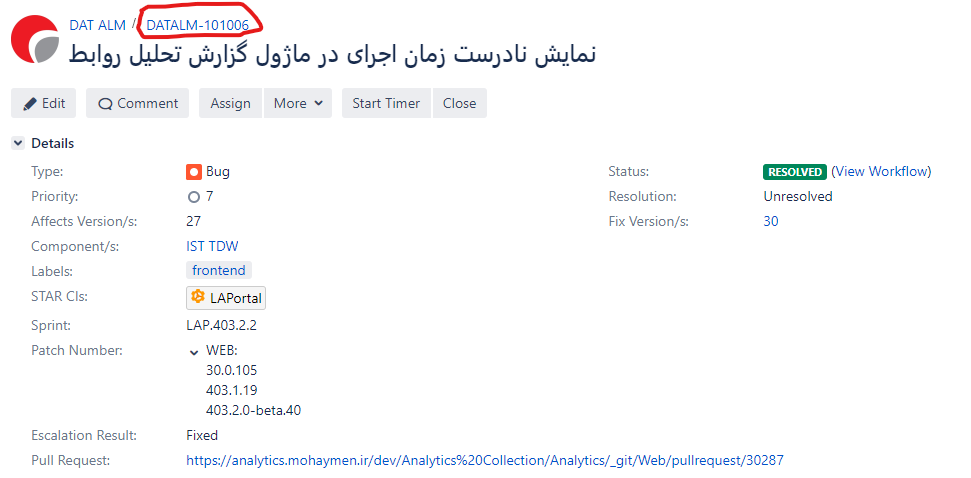 DAT ALM / DATALM-101006
نمایش نادرست زمان اجرای در ماژول گزارش تحلیل روابط
Edit Comment Assign More Start Timer Close
Details
Type: Bug
Status: RESOLVED (View Workflow)
Priority: 7
Resolution: Unresolved
Affects Version/s: 27
Fix Version/s: 30
Component/s: IST TDW
Labels: frontend
STAR CIs: LAPortal
Sprint: LAP.403.2.2
Patch Number: WEB:
30.0.105
403.1.19
403.2.0-beta.40
Escalation Result: Fixed
Pull Request: https://analytics.mohaymen.ir/dev/Analytics%20Collection/Analytics/_git/Web/pullrequest/30287